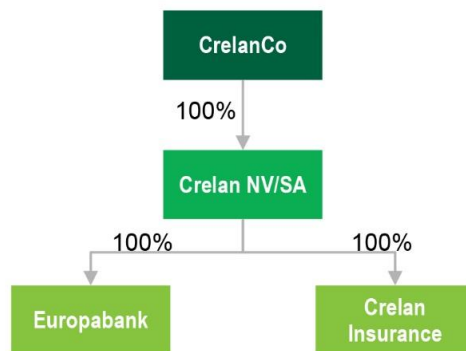 CrelanCo
100%
Crelan NV/SA
100%
100%
Europabank
Crelan
Insurance